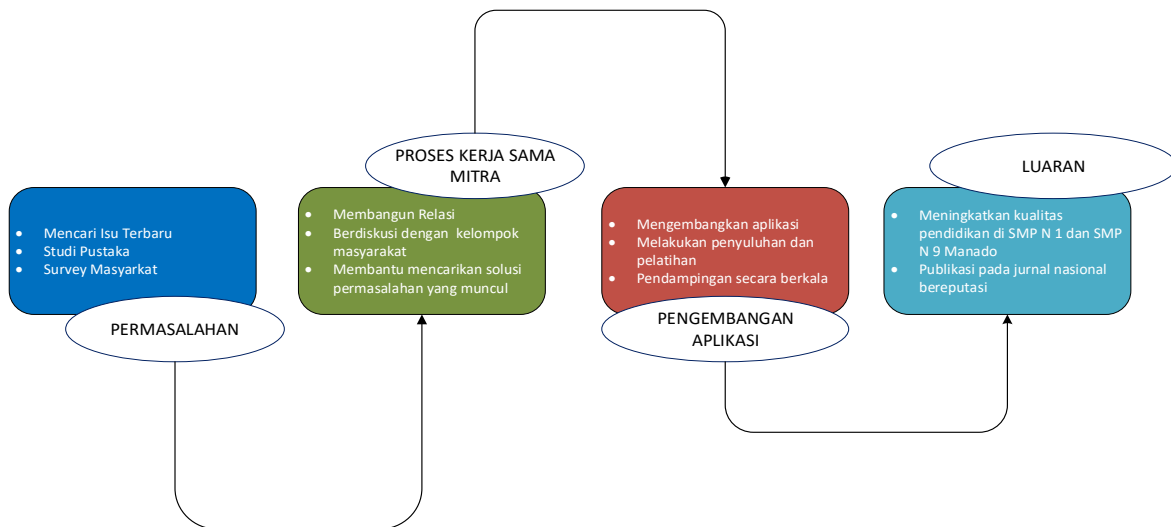 • Mencari Isu Terbaru
• Studi Pustaka
• Survey Masyarkat
PERMASALAHAN
PROSES KERJA SAMA
MITRA
• Membangun Relasi
• Berdiskusi dengan kelompok
masyarakat
• Membantu mencarikan solusi
permasalahan yang muncul
• Mengembangkan aplikasi
• Melakukan penyuluhan dan
pelatihan
• Pendampingan secara berkala
PENGEMBANGAN
APLIKASI
LUARAN
• Meningkatkan kualitas
pendidikan di SMP N 1 dan SMP
N 9 Manado
• Publikasi pada jurnal nasional
bereputasi